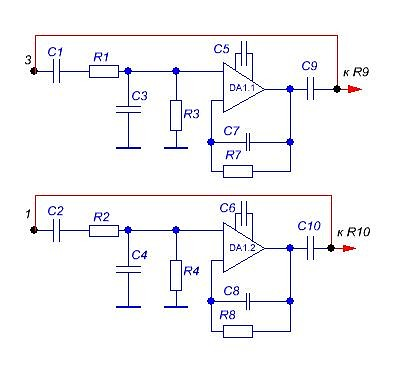 C5
3 C1 R1 C9 к R9
DA1.1
C3 R3
C7
R7
C6
1 C2 R2 C10 к R10
DA1.2
C4 R4
C8
R8